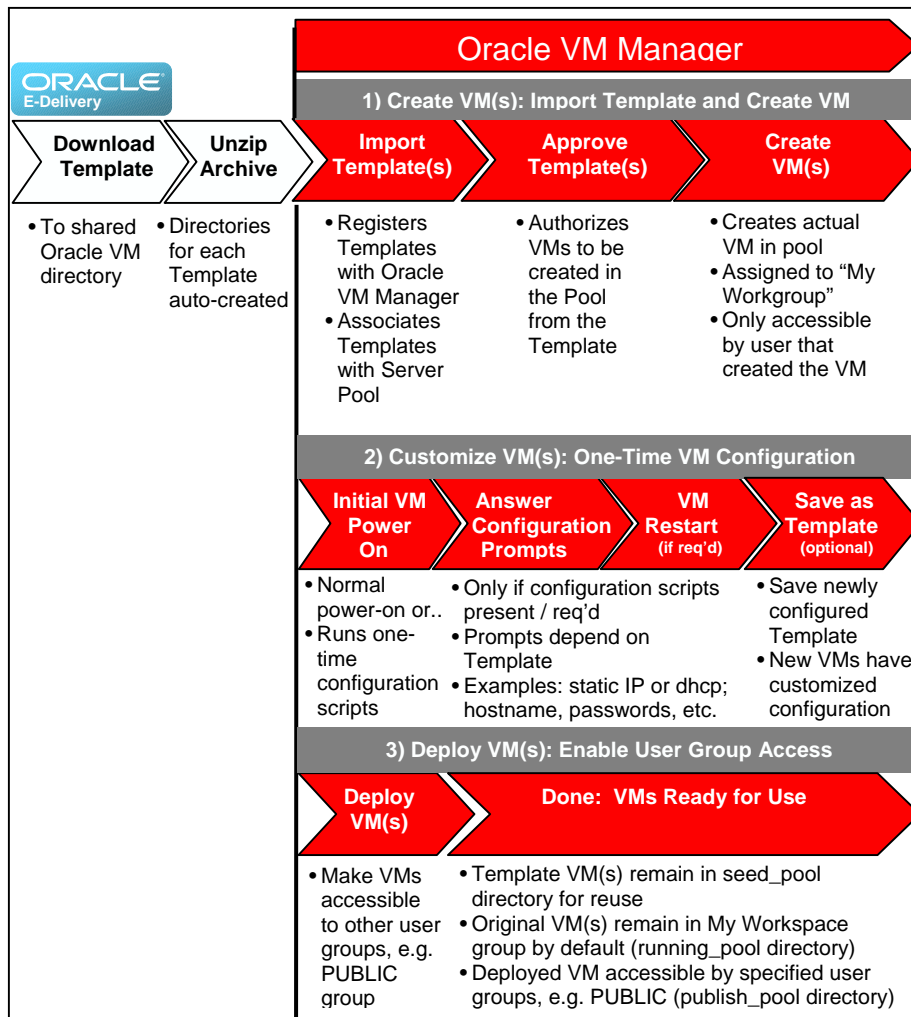 Oracle VM Manager
ORACLE
E-Delivery
1) Create VM(s): Import Template and Create VM
Download
Template
Unzip
Archive
Import
Template(s)
Approve
Template(s)
Create
VM(s)
• To shared
Oracle VM
directory
• Directories
for each
Template
auto-created
• Registers
Templates
with Oracle
VM Manager
• Associates
Templates
with Server
Pool
• Authorizes
VMs to be
created in
the Pool
from the
Template
• Creates actual
VM in pool
• Assigned to “My
Workgroup”
• Only accessible
by user that
created the VM
2) Customize VM(s): One-Time VM Configuration
Initial VM
Power
On
Answer
Configuration
Prompts
VM
Restart
(if req’d)
Save as
Template
(optional)
• Normal
power-on or..
• Runs one-
time
configuration
scripts
• Only if configuration scripts
present / req’d
• Prompts depend on
Template
• Examples: static IP or dhcp;
hostname, passwords, etc.
• Save newly
configured
Template
• New VMs have
customized
configuration
3) Deploy VM(s): Enable User Group Access
Deploy
VM(s)
Done: VMs Ready for Use
• Make VMs
accessible
to other user
groups, e.g.
PUBLIC
group
• Template VM(s) remain in seed_pool
directory for reuse
• Original VM(s) remain in My Workspace
group by default (running_pool directory)
• Deployed VM accessible by specified user
groups, e.g. PUBLIC (publish_pool directory)